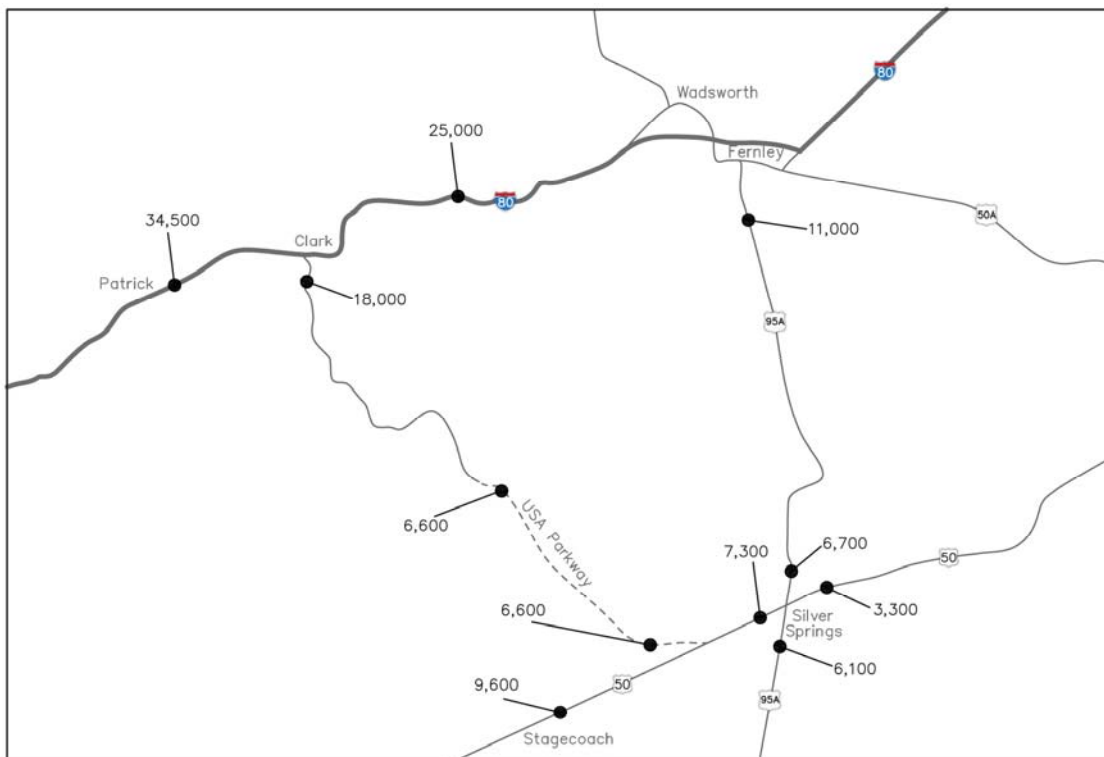 Wadsworth
80
25,000
Fernley
80
50A
34,500
11,000
Clark
Patrick
18,000
95A
6,600
USA Parkway
7,300
6,700
50
3,300
6,600
Silver
Springs
6,100
9,600
50
95A
Stagecoach